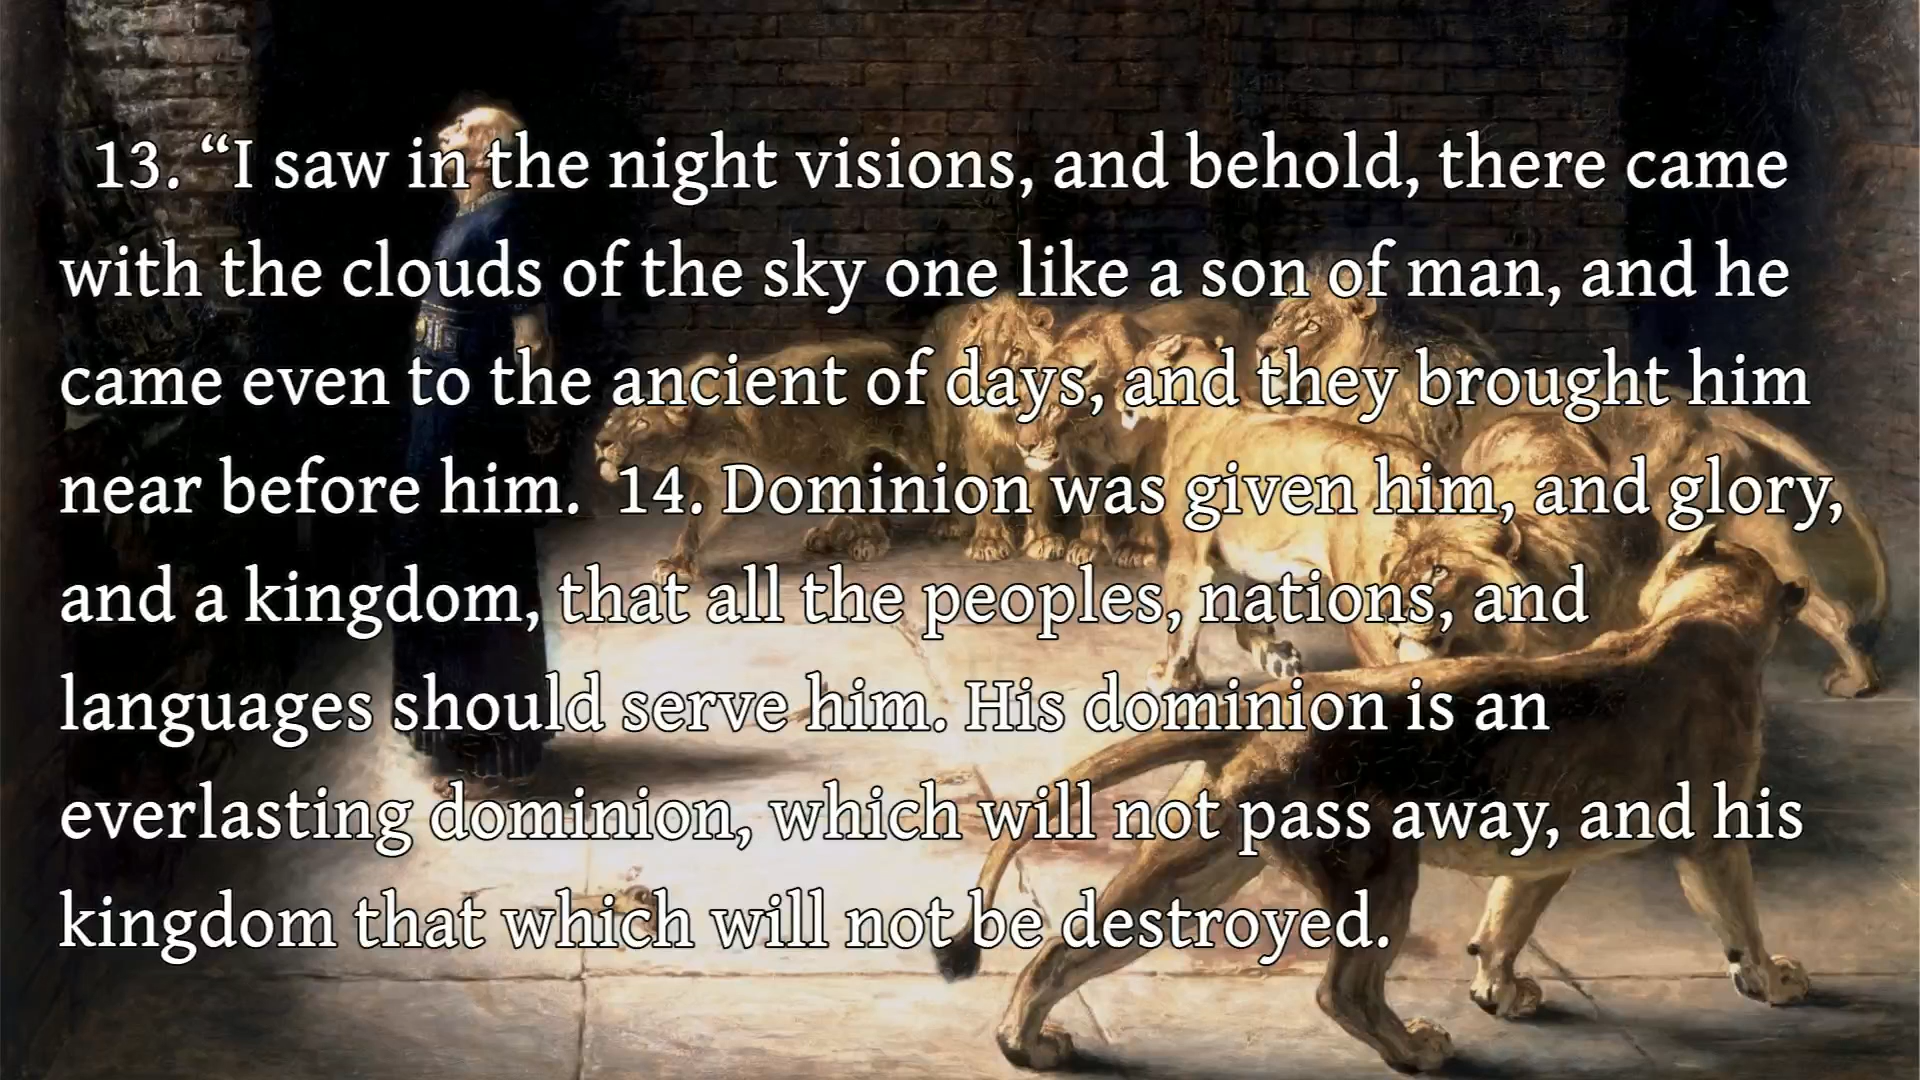 13. “I saw in the night visions, and behold, there came
with the clouds of the sky one like a son of man, and he
came even to the ancient of days, and they brought him
near before him. 14. Dominion was given him, and glory,
and a kingdom, that all the peoples, nations, and
languages should serve him. His dominion is an
everlasting dominion, which will not pass away, and his
kingdom that which will not be destroyed.